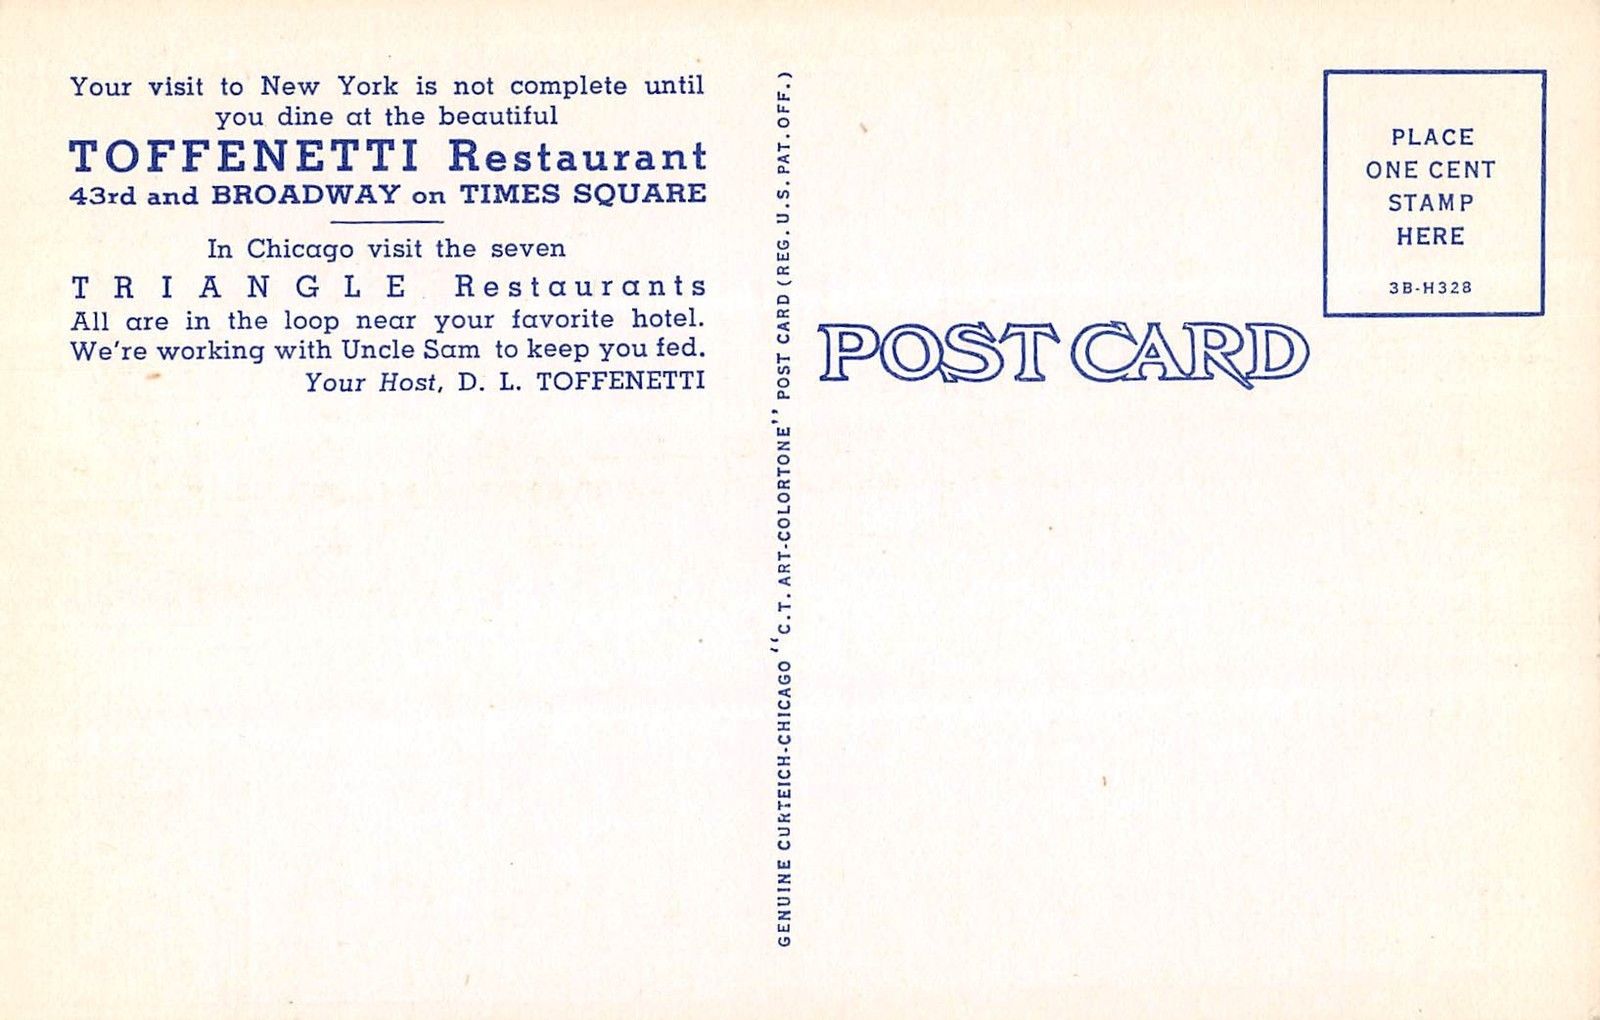 Your visit to New York is not complete until
you dine at the beautiful
TOFFENETTI Restaurant
43rd and BROADWAY on TIMES SQUARE
In Chicago visit the seven
TRIANGLE Restaurants
All are in the loop near your favorite hotel.
We're working with Uncle Sam to keep you fed.
Your Host, D. L. TOFFENETTI
GENUINE CURTEICH-CHICAGO "C.T. ART-COLORTONE" POST CARD (REG. U.S. PAT. OFF.)
POST CARD
PLACE
ONE CENT
STAMP
HERE
3B-H328